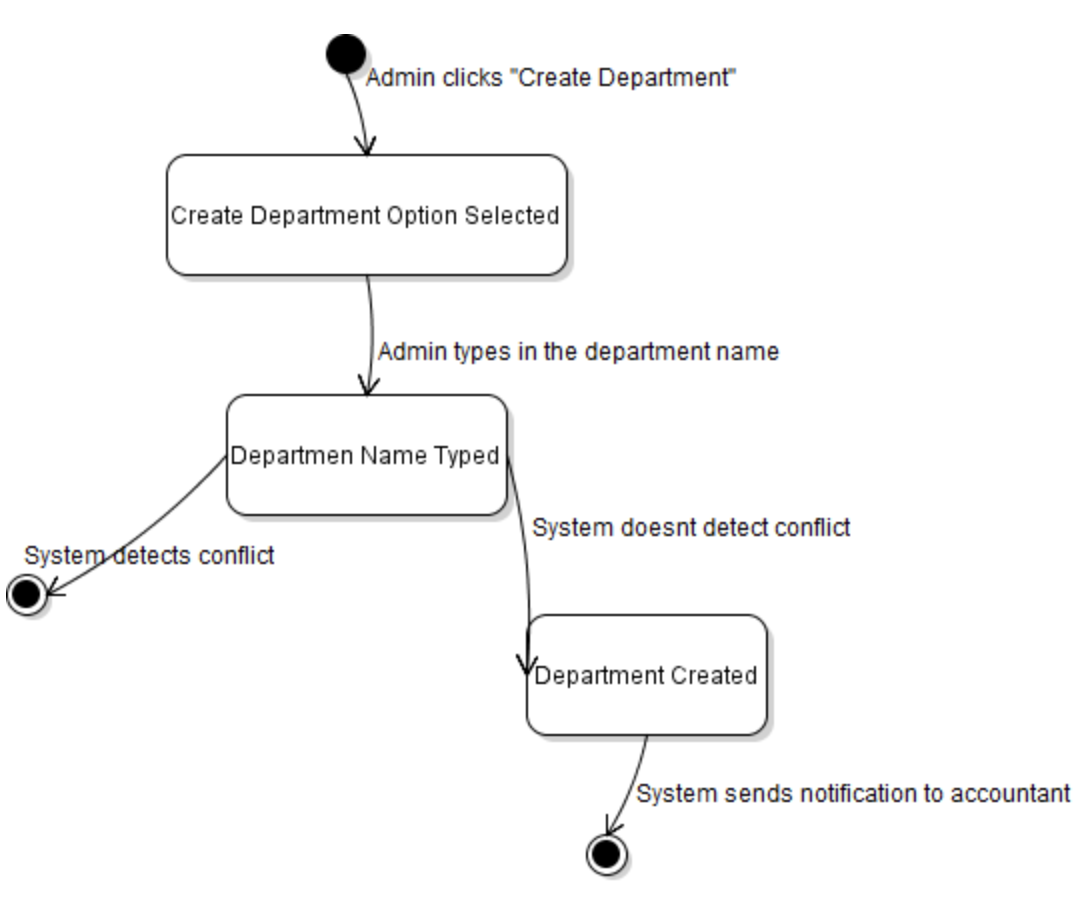 Admin clicks "Create Department"
Create Department Option Selected
Admin types in the department name
Departmen Name Typed
System doesnt detect conflict
System detects conflict
Department Created
System sends notification to accountant